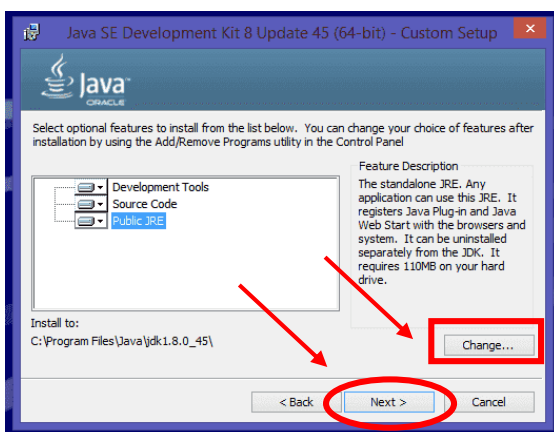 Java SE Development Kit 8 Update 45 (64-bit) - Custom Setup
Java
ORACLE
Select optional features to install from the list below. You can change your choice of features after
installation by using the Add/Remove Programs utility in the Control Panel
Development Tools
Source Code
Public JRE
Feature Description
The standalone JRE. Any
application can use this JRE. It
registers Java Plug-in and Java
Web Start with the browsers and
system. It can be uninstalled
separately from the JDK. It
requires 110MB on your hard
drive.
Install to:
C:\Program Files\Java\jdk1.8.0_45\
Change...
< Back
Next >
Cancel